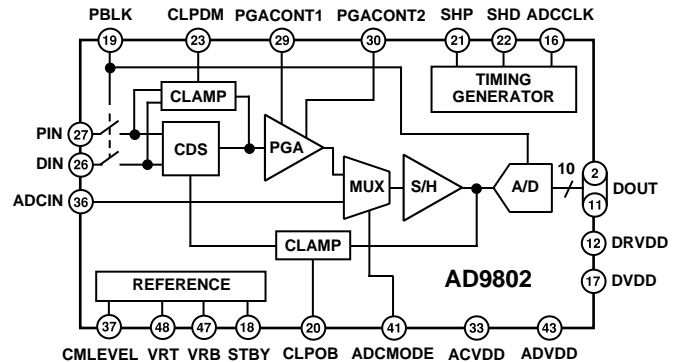 PBLK CLPDM PGACONT1 PGACONT2 SHP SHD ADCCLK
19 23 29 30 21 22 16
TIMING
GENERATOR
CLAMP
PIN 27
DIN 26
CDS
PGA
ADCIN 36
MUX
S/H
A/D
10
2
11
DOUT
12 DRVDD
17 DVDD
CLAMP
AD9802
REFERENCE
37 48 47 18 20 41 33 43
CMLEVEL VRT VRB STBY CLPOB ADCMODE ACVDD ADVDD